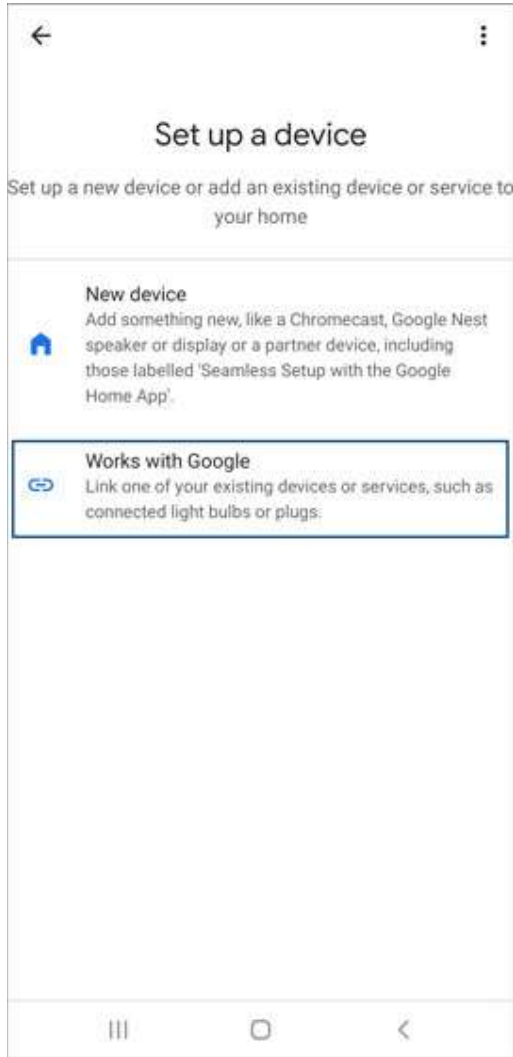 Set up a device
Set up a new device or add an existing device or service to
your home
New device
Add something new, like a Chromecast, Google Nest
speaker or display or a partner device, including
those labelled 'Seamless Setup with the Google
Home App'.
Works with Google
Link one of your existing devices or services, such as
connected light bulbs or plugs.